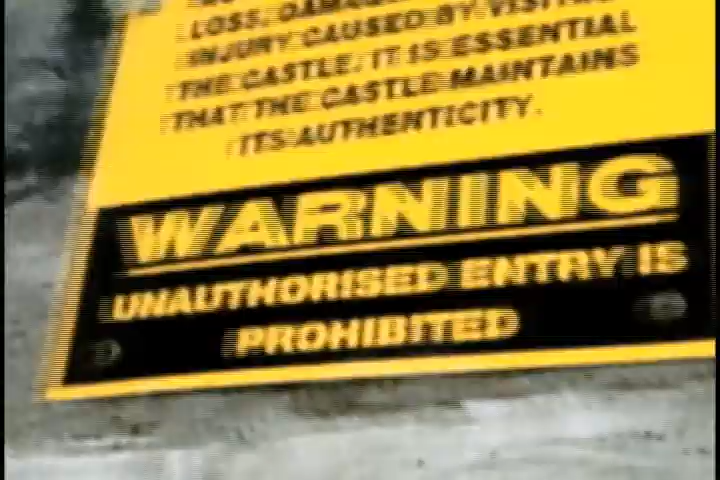 LOSS, DAMAGE
INJURY CAUSED BY
THE CASTLE. IT IS ESSENTIAL
THAT THE CASTLE MAINTAINS
ITS AUTHENTICITY.
WARNING
UNAUTHORISED ENTRY IS
PROHIBITED